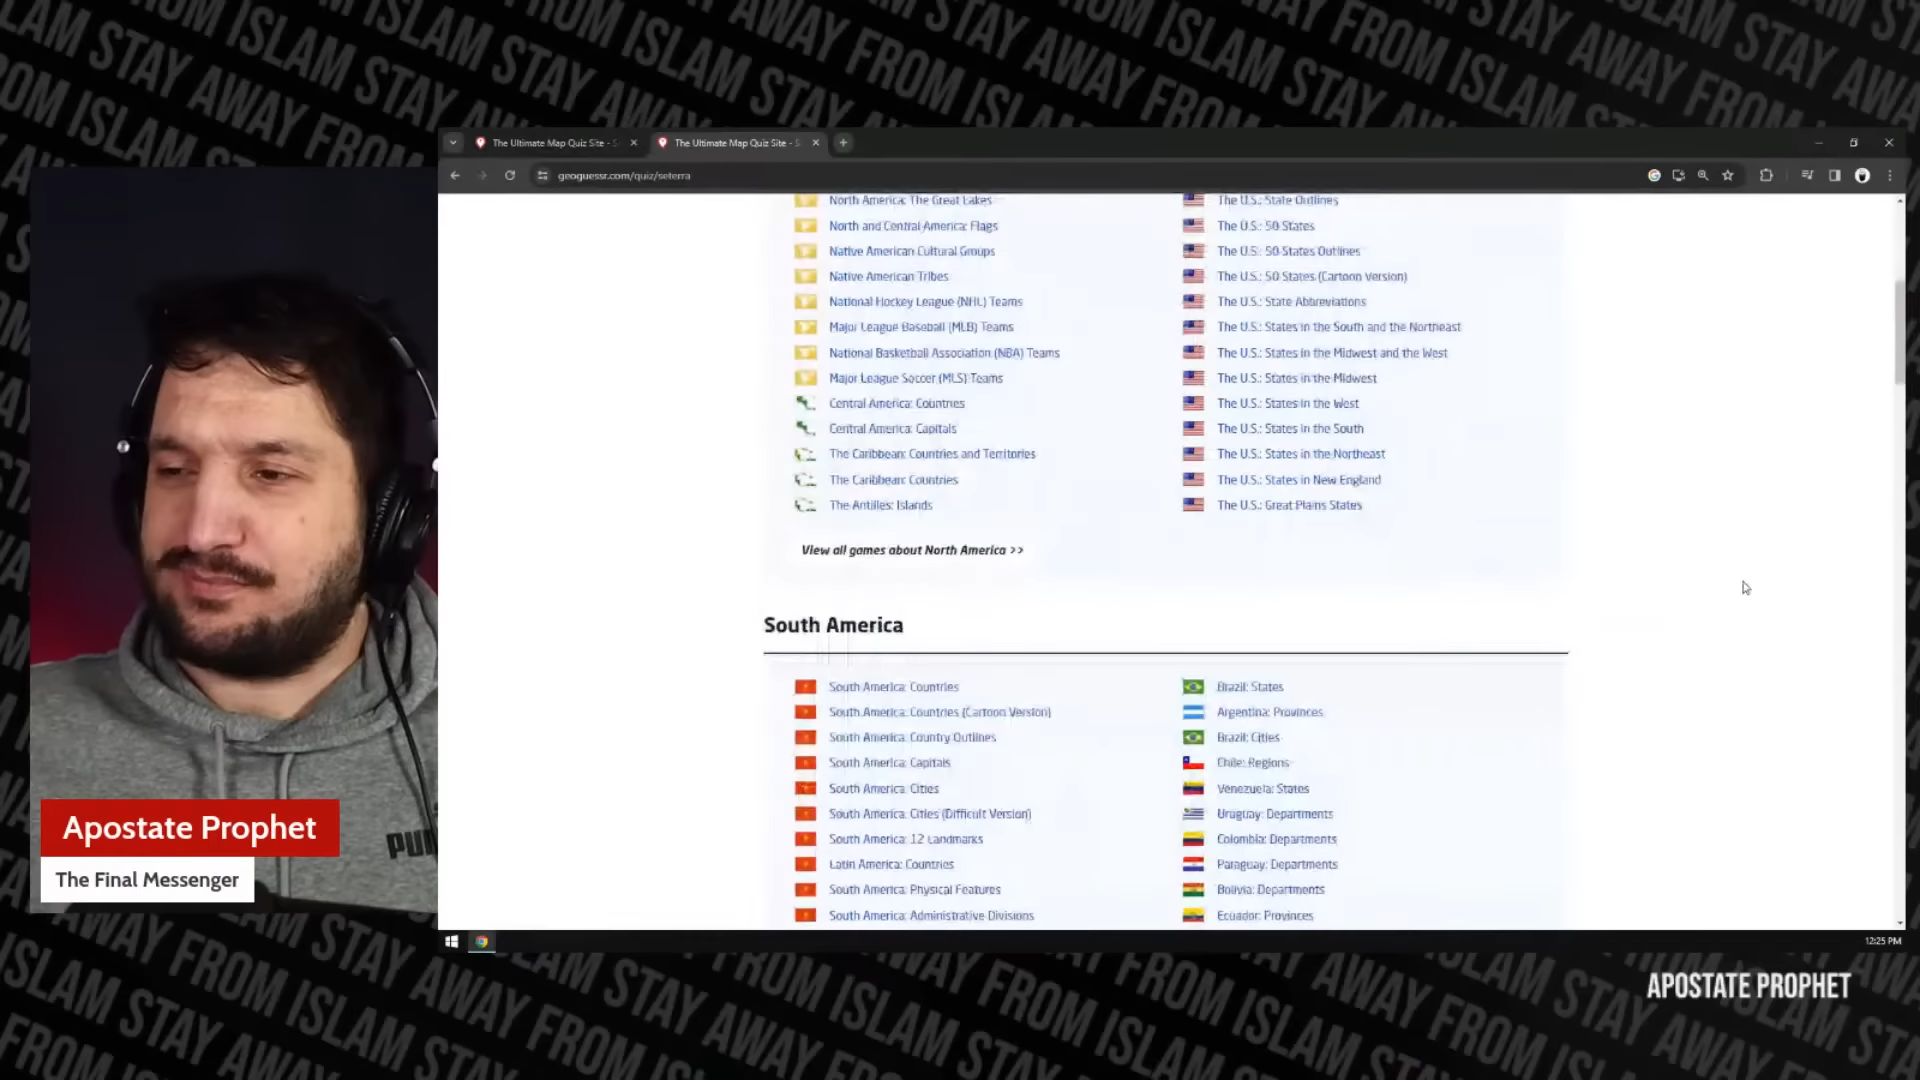 The Ultimate Map Quiz Site - S
The Ultimate Map Quiz Site - S
geoguessr.com/quiz/seterra
North America: The Great Lakes
North and Central America: Flags
Native American Cultural Groups
Native American Tribes
National Hockey League (NHL) Teams
Major League Baseball (MLB) Teams
National Basketball Association (NBA) Teams
Major League Soccer (MLS) Teams
Central America: Countries
Central America: Capitals
The Caribbean: Countries and Territories
The Caribbean: Countries
The Antilles: Islands
The U.S.: State Outlines
The U.S.: 50 States
The U.S.: 50 States Outlines
The U.S.: 50 States (Cartoon Version)
The U.S.: State Abbreviations
The U.S.: States in the South and the Northeast
The U.S.: States in the Midwest and the West
The U.S.: States in the Midwest
The U.S.: States in the West
The U.S.: States in the South
The U.S.: States in the Northeast
The U.S.: States in New England
The U.S.: Great Plains States
View all games about North America >>
South America
South America: Countries
South America: Countries (Cartoon Version)
South America: Country Outlines
South America: Capitals
South America: Cities
South America: Cities (Difficult Version)
South America: 12 Landmarks
Latin America: Countries
South America: Physical Features
South America: Administrative Divisions
Brazil: States
Argentina: Provinces
Brazil: Cities
Chile: Regions
Venezuela: States
Uruguay: Departments
Colombia: Departments
Paraguay: Departments
Bolivia: Departments
Ecuador: Provinces
12:25 PM
PUM
Apostate Prophet
The Final Messenger
APOSTATE PROPHET
STAY AWAY FROM ISLAM